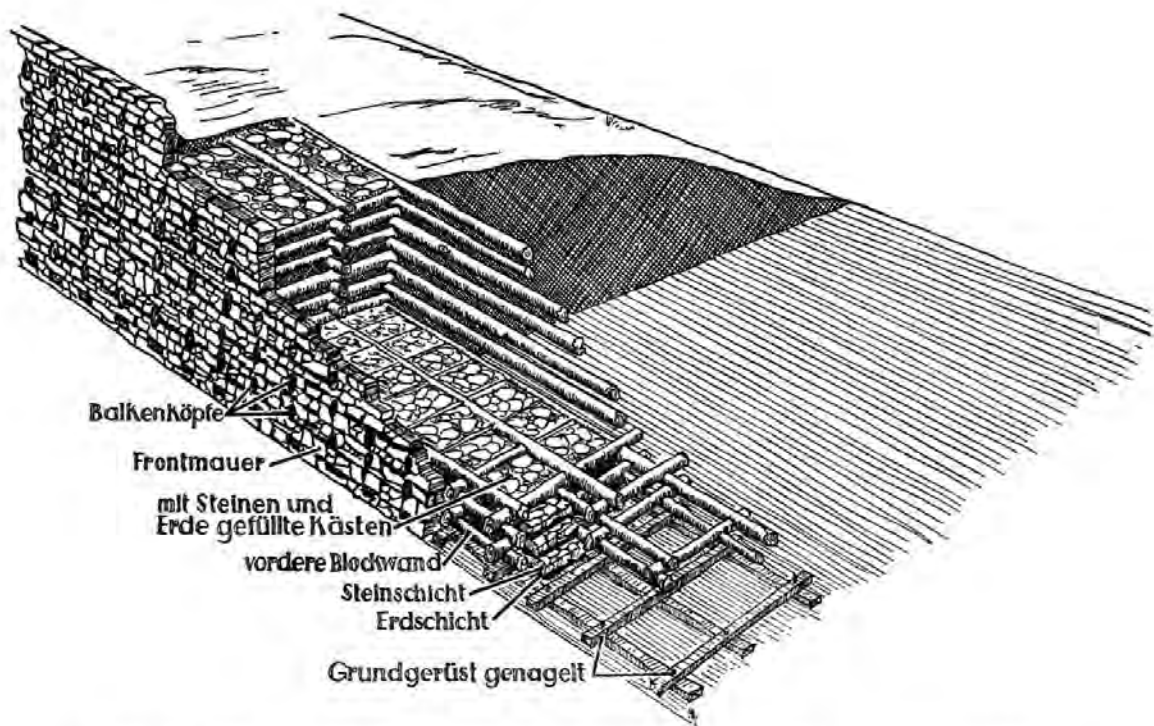 Balkenköpfe
Frontmauer
mit Steinen und
Erde gefüllte Kästen
vordere Blockwand
Steinschicht
Erdschicht
Grundgerüst genagelt